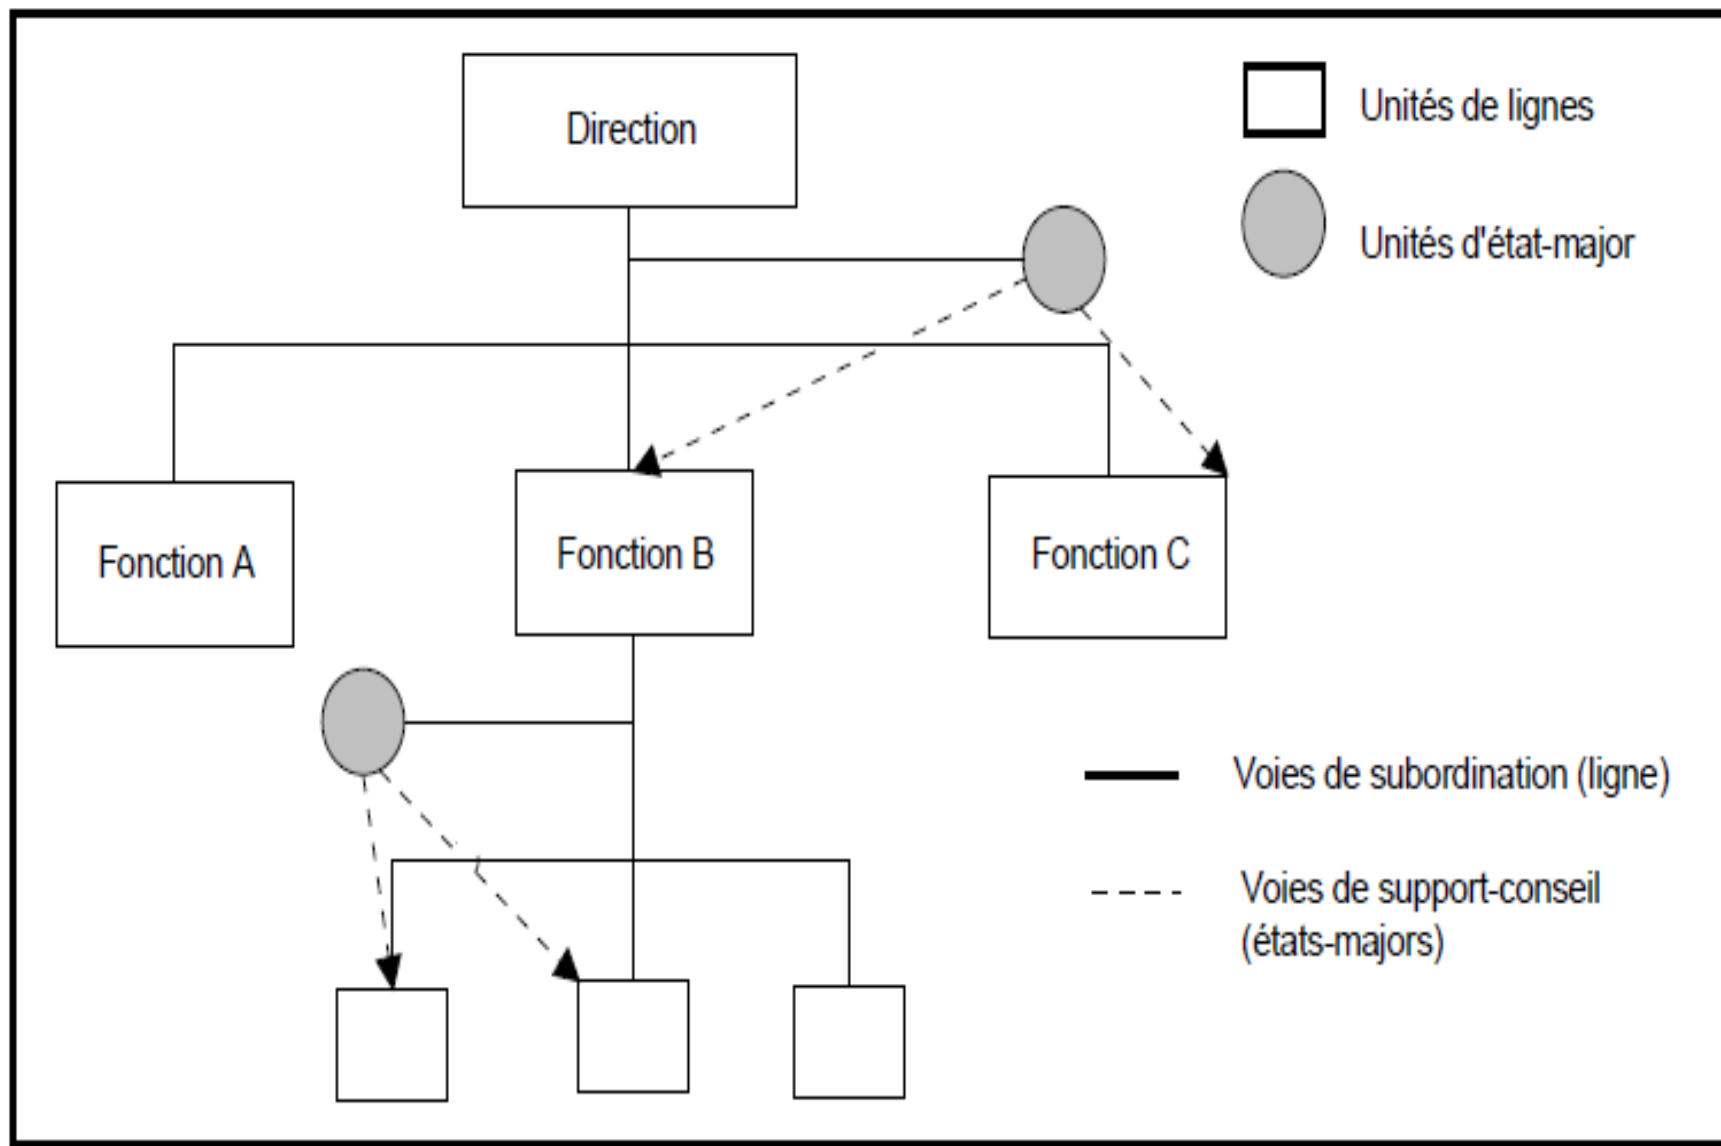 Direction
Unités de lignes
Unités d'état-major
Fonction A
Fonction B
Fonction C
Voies de subordination (ligne)
Voies de support-conseil
(états-majors)